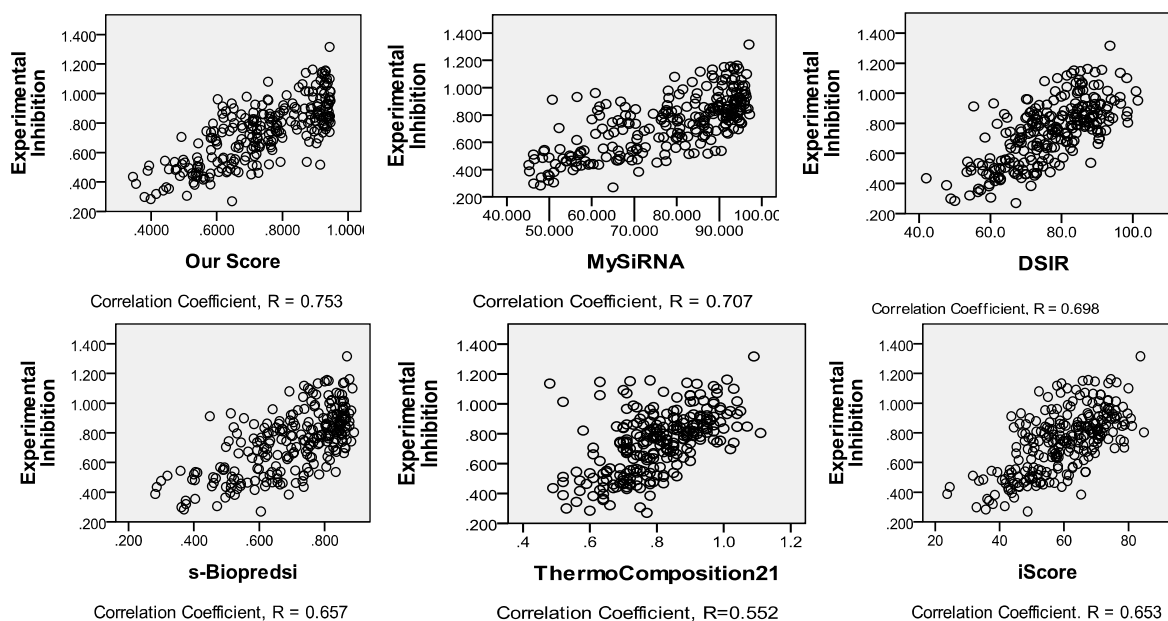 Experimental
Inhibition
1.400
1.200
1.000
.800
.600
.400
.200
.4000 .6000 .8000 1.0000
Our Score
Correlation Coefficient, R = 0.753
Experimental
Inhibition
1.400
1.200
1.000
.800
.600
.400
.200
40.000 60.000 80.000 100.00
50.000 70.000 90.000
MySiRNA
Correlation Coefficient, R = 0.707
Experimental
Inhibition
1.400
1.200
1.000
.800
.600
.400
.200
40.0 60.0 80.0 100.0
DSIR
Correlation Coefficient, R = 0.698
Experimental
Inhibition
1.400
1.200
1.000
.800
.600
.400
.200
.200 .400 .600 .800
s-Biopredsi
Correlation Coefficient, R = 0.657
Experimental
Inhibition
1.400
1.200
1.000
.800
.600
.400
.200
.4 .6 .8 1.0 1.2
ThermoComposition21
Correlation Coefficient, R=0.552
Experimental
Inhibition
1.400
1.200
1.000
.800
.600
.400
.200
20 40 60 80
iScore
Correlation Coefficient. R = 0.653